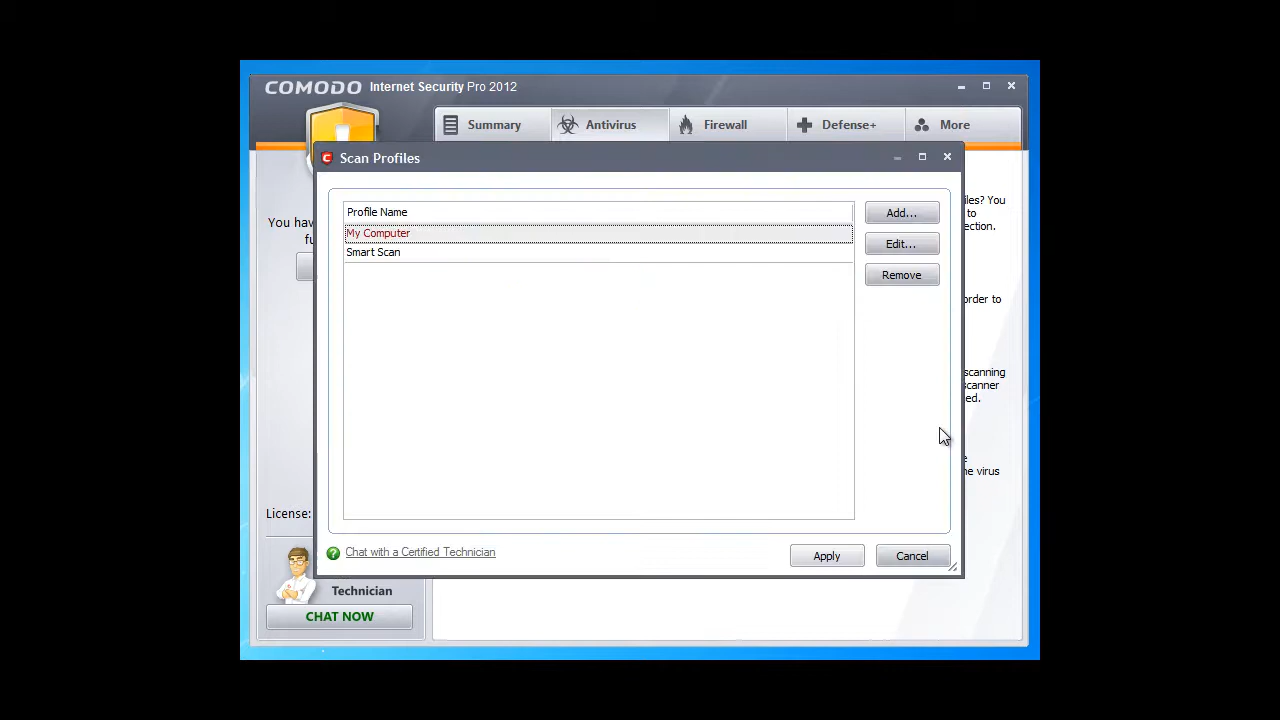 COMODO Internet Security Pro 2012
Summary
Antivirus
Firewall
Defense+
More
Scan Profiles
Profile Name
My Computer
Smart Scan
Add...
Edit...
Remove
You hav
fu
iles? You
to
ection.
order to
scanning
scanner
ed.
e
he virus
License:
Chat with a Certified Technician
Apply
Cancel
Technician
CHAT NOW